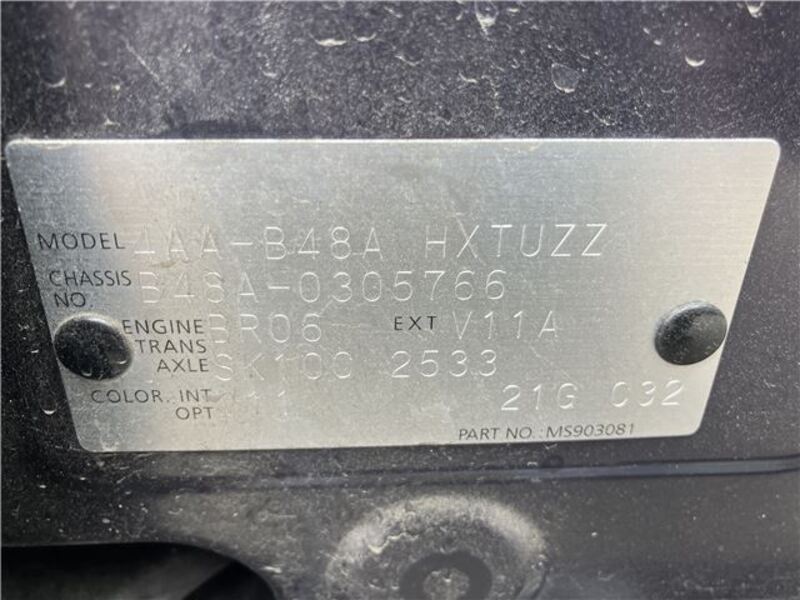 MODEL 4AA-B48A HXTUZZ
CHASSIS NO. B48A-0305766
ENGINE BR06 EXT V11A
TRANS AXLE SK100 2533
COLOR. INT 21G 032
OPT
PART NO.:MS903081